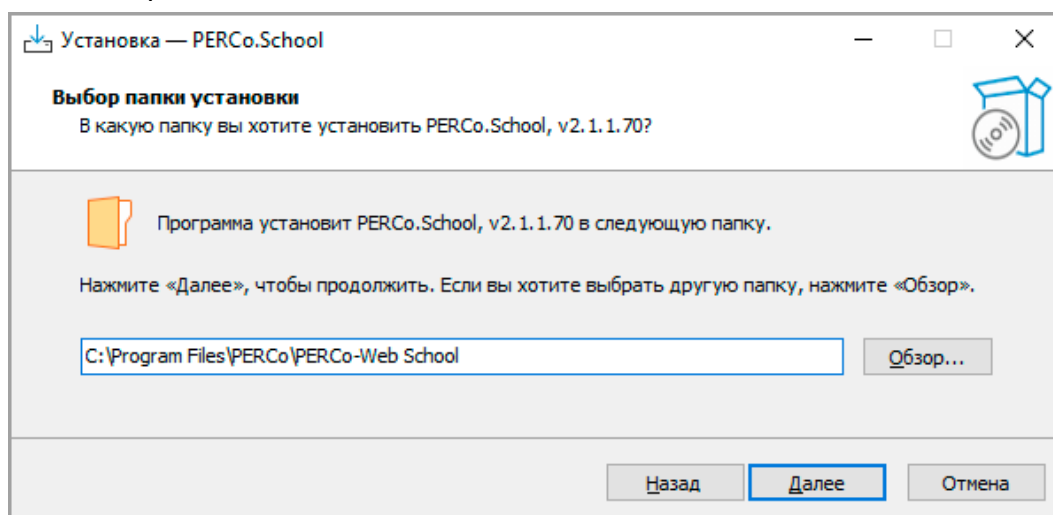 Установка — PERCo.School
Выбор папки установки
В какую папку вы хотите установить PERCo.School, v2.1.1.70?
Программа установит PERCo.School, v2.1.1.70 в следующую папку.
Нажмите «Далее», чтобы продолжить. Если вы хотите выбрать другую папку, нажмите «Обзор».
C:\Program Files\PERCo\PERCo-Web School
Обзор...
Назад
Далее
Отмена